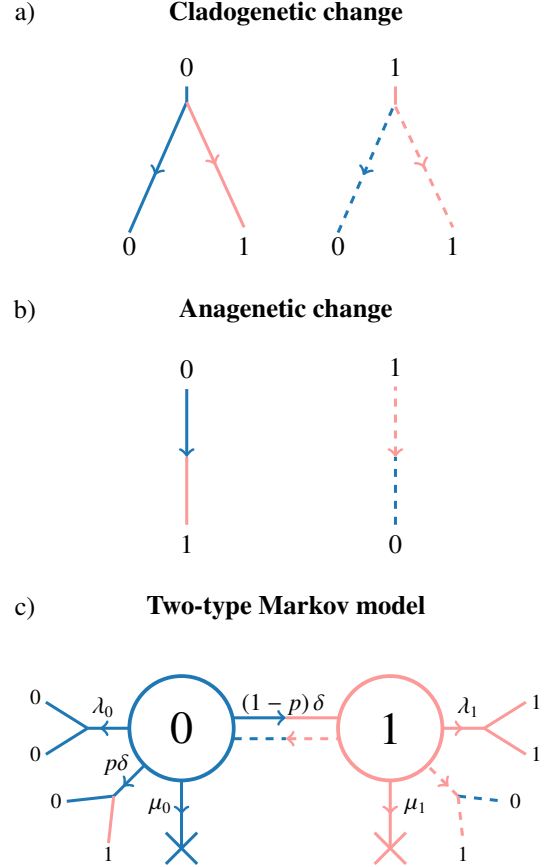 a) Cladogenetic change
0 1
0 1 0 1
b) Anagenetic change
0 1
1 0
c) Two-type Markov model
0 λ₀ (1 − p) δ λ₁ 1
0 1
0 pδ 1
0 μ₀ μ₁ 0
1 1